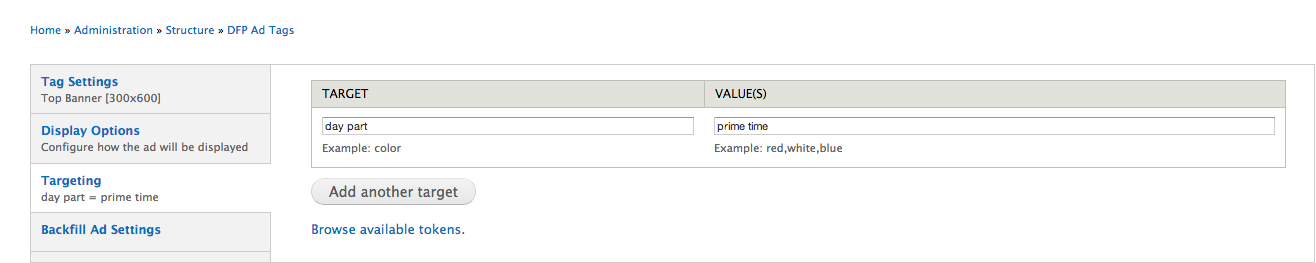 Home » Administration » Structure » DFP Ad Tags
Tag Settings
Top Banner [300x600]
Display Options
Configure how the ad will be displayed
Targeting
day part = prime time
Backfill Ad Settings
TARGET VALUE(S)
day part prime time
Example: color Example: red,white,blue
Add another target
Browse available tokens.